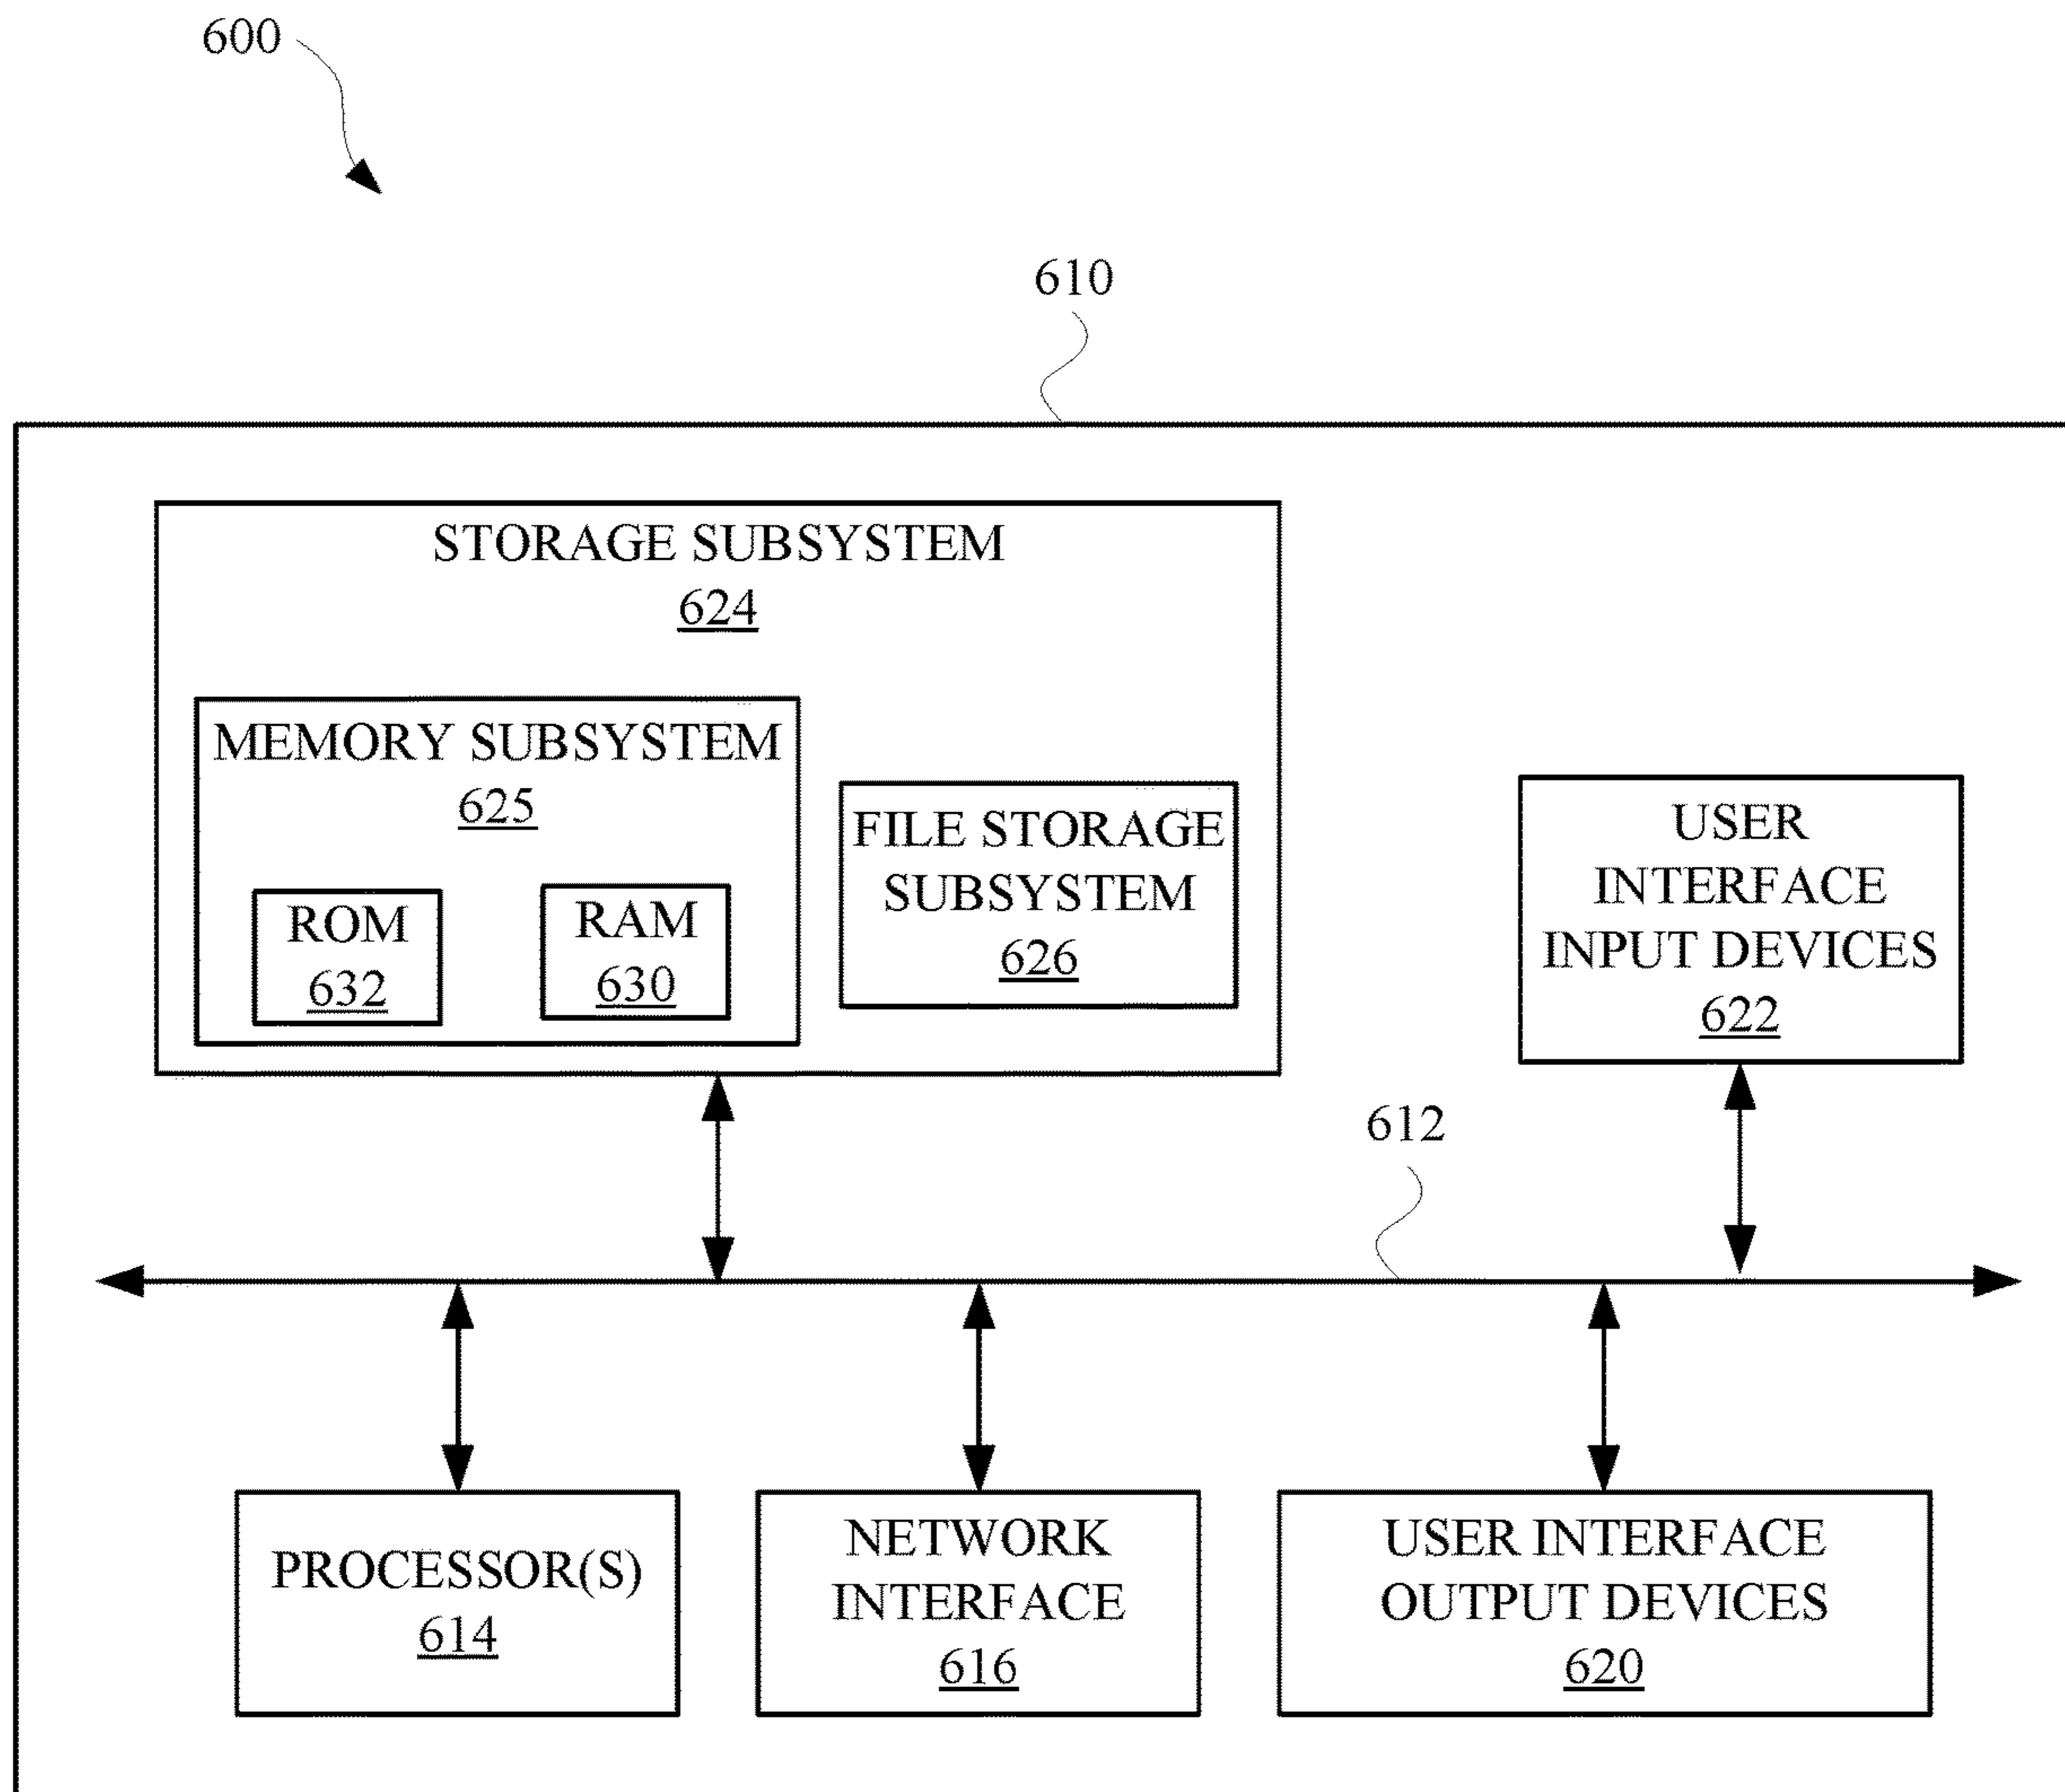 600
610
STORAGE SUBSYSTEM
624
MEMORY SUBSYSTEM
625
ROM
632
RAM
630
FILE STORAGE
SUBSYSTEM
626
USER
INTERFACE
INPUT DEVICES
622
612
PROCESSOR(S)
614
NETWORK
INTERFACE
616
USER INTERFACE
OUTPUT DEVICES
620